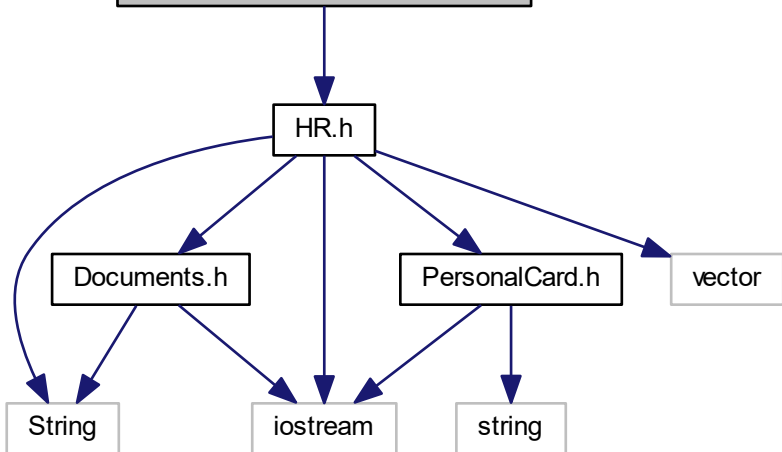 HR.h
Documents.h
PersonalCard.h
vector
String
iostream
string